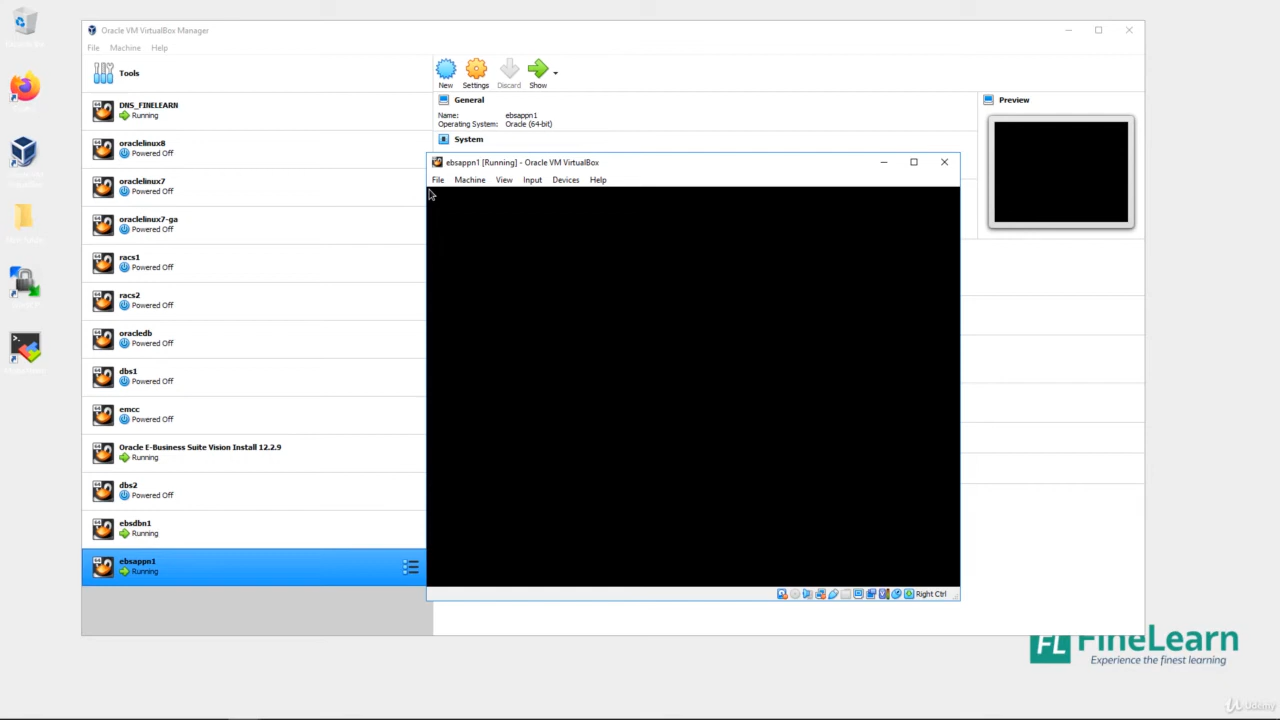 Oracle VM VirtualBox Manager
File Machine Help
Tools
DNS_FINELEARN
Running
oraclelinux8
Powered Off
oraclelinux7
Powered Off
oraclelinux7-ga
Powered Off
racs1
Powered Off
racs2
Powered Off
oracledb
Powered Off
dbs1
Powered Off
emcc
Powered Off
Oracle E-Business Suite Vision Install 12.2.9
Running
dbs2
Powered Off
ebsdbn1
Running
ebsappn1
Running
New Settings Discard Show
General
Name: ebsappn1
Operating System: Oracle (64-bit)
System
Preview
ebsappn1 [Running] - Oracle VM VirtualBox
File Machine View Input Devices Help
Right Ctrl
FL FineLearn
Experience the finest learning
Udemy